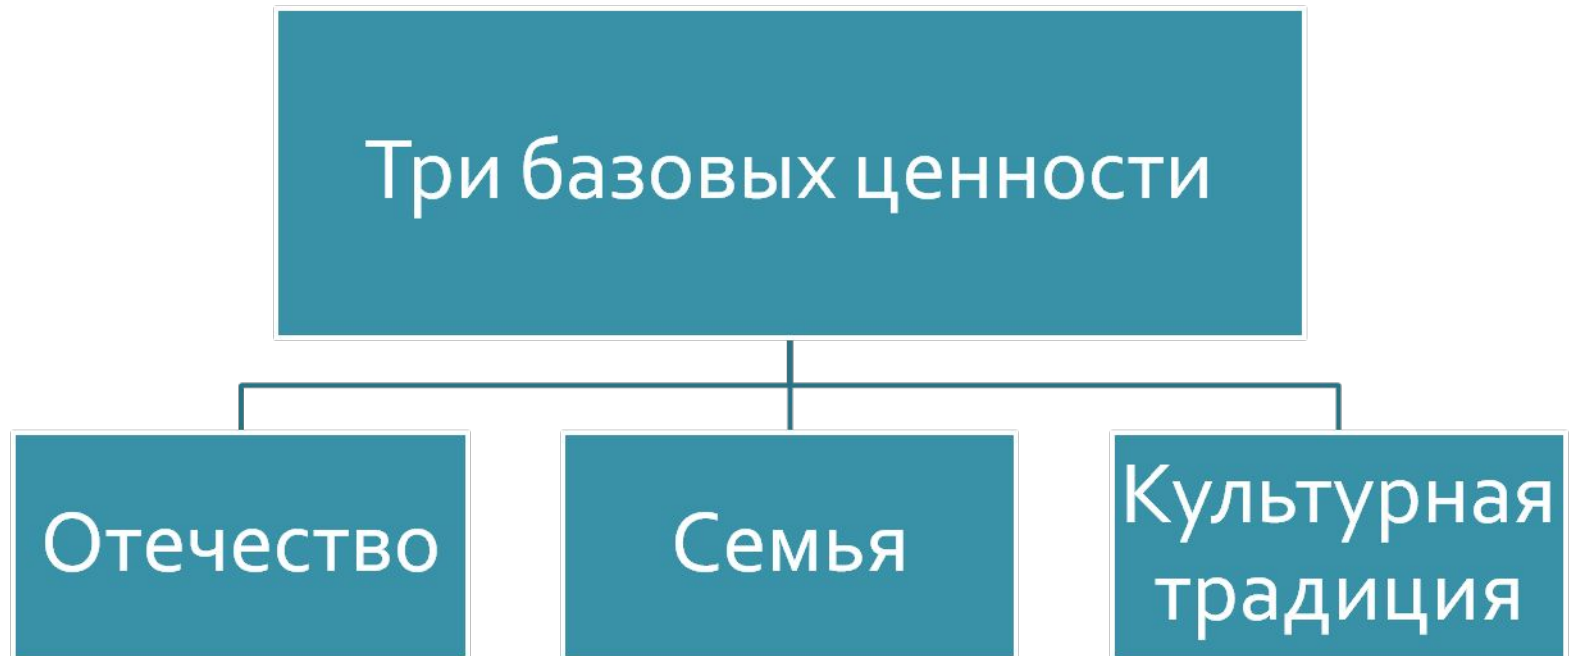 Три базовых ценности
Отечество
Семья
Культурная
традиция